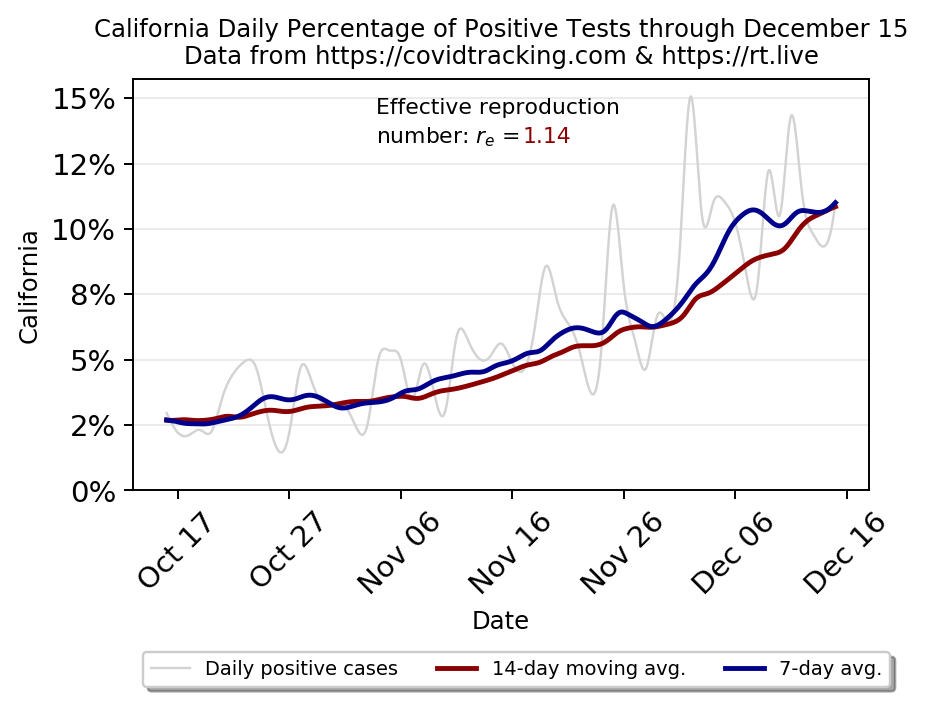 California Daily Percentage of Positive Tests through December 15
Data from https://covidtracking.com & https://rt.live
Effective reproduction
number: rₑ =1.14
15%
12%
10%
8%
5%
2%
0%
California
Oct 17
Oct 27
Nov 06
Nov 16
Nov 26
Dec 06
Dec 16
Date
Daily positive cases
14-day moving avg.
7-day avg.